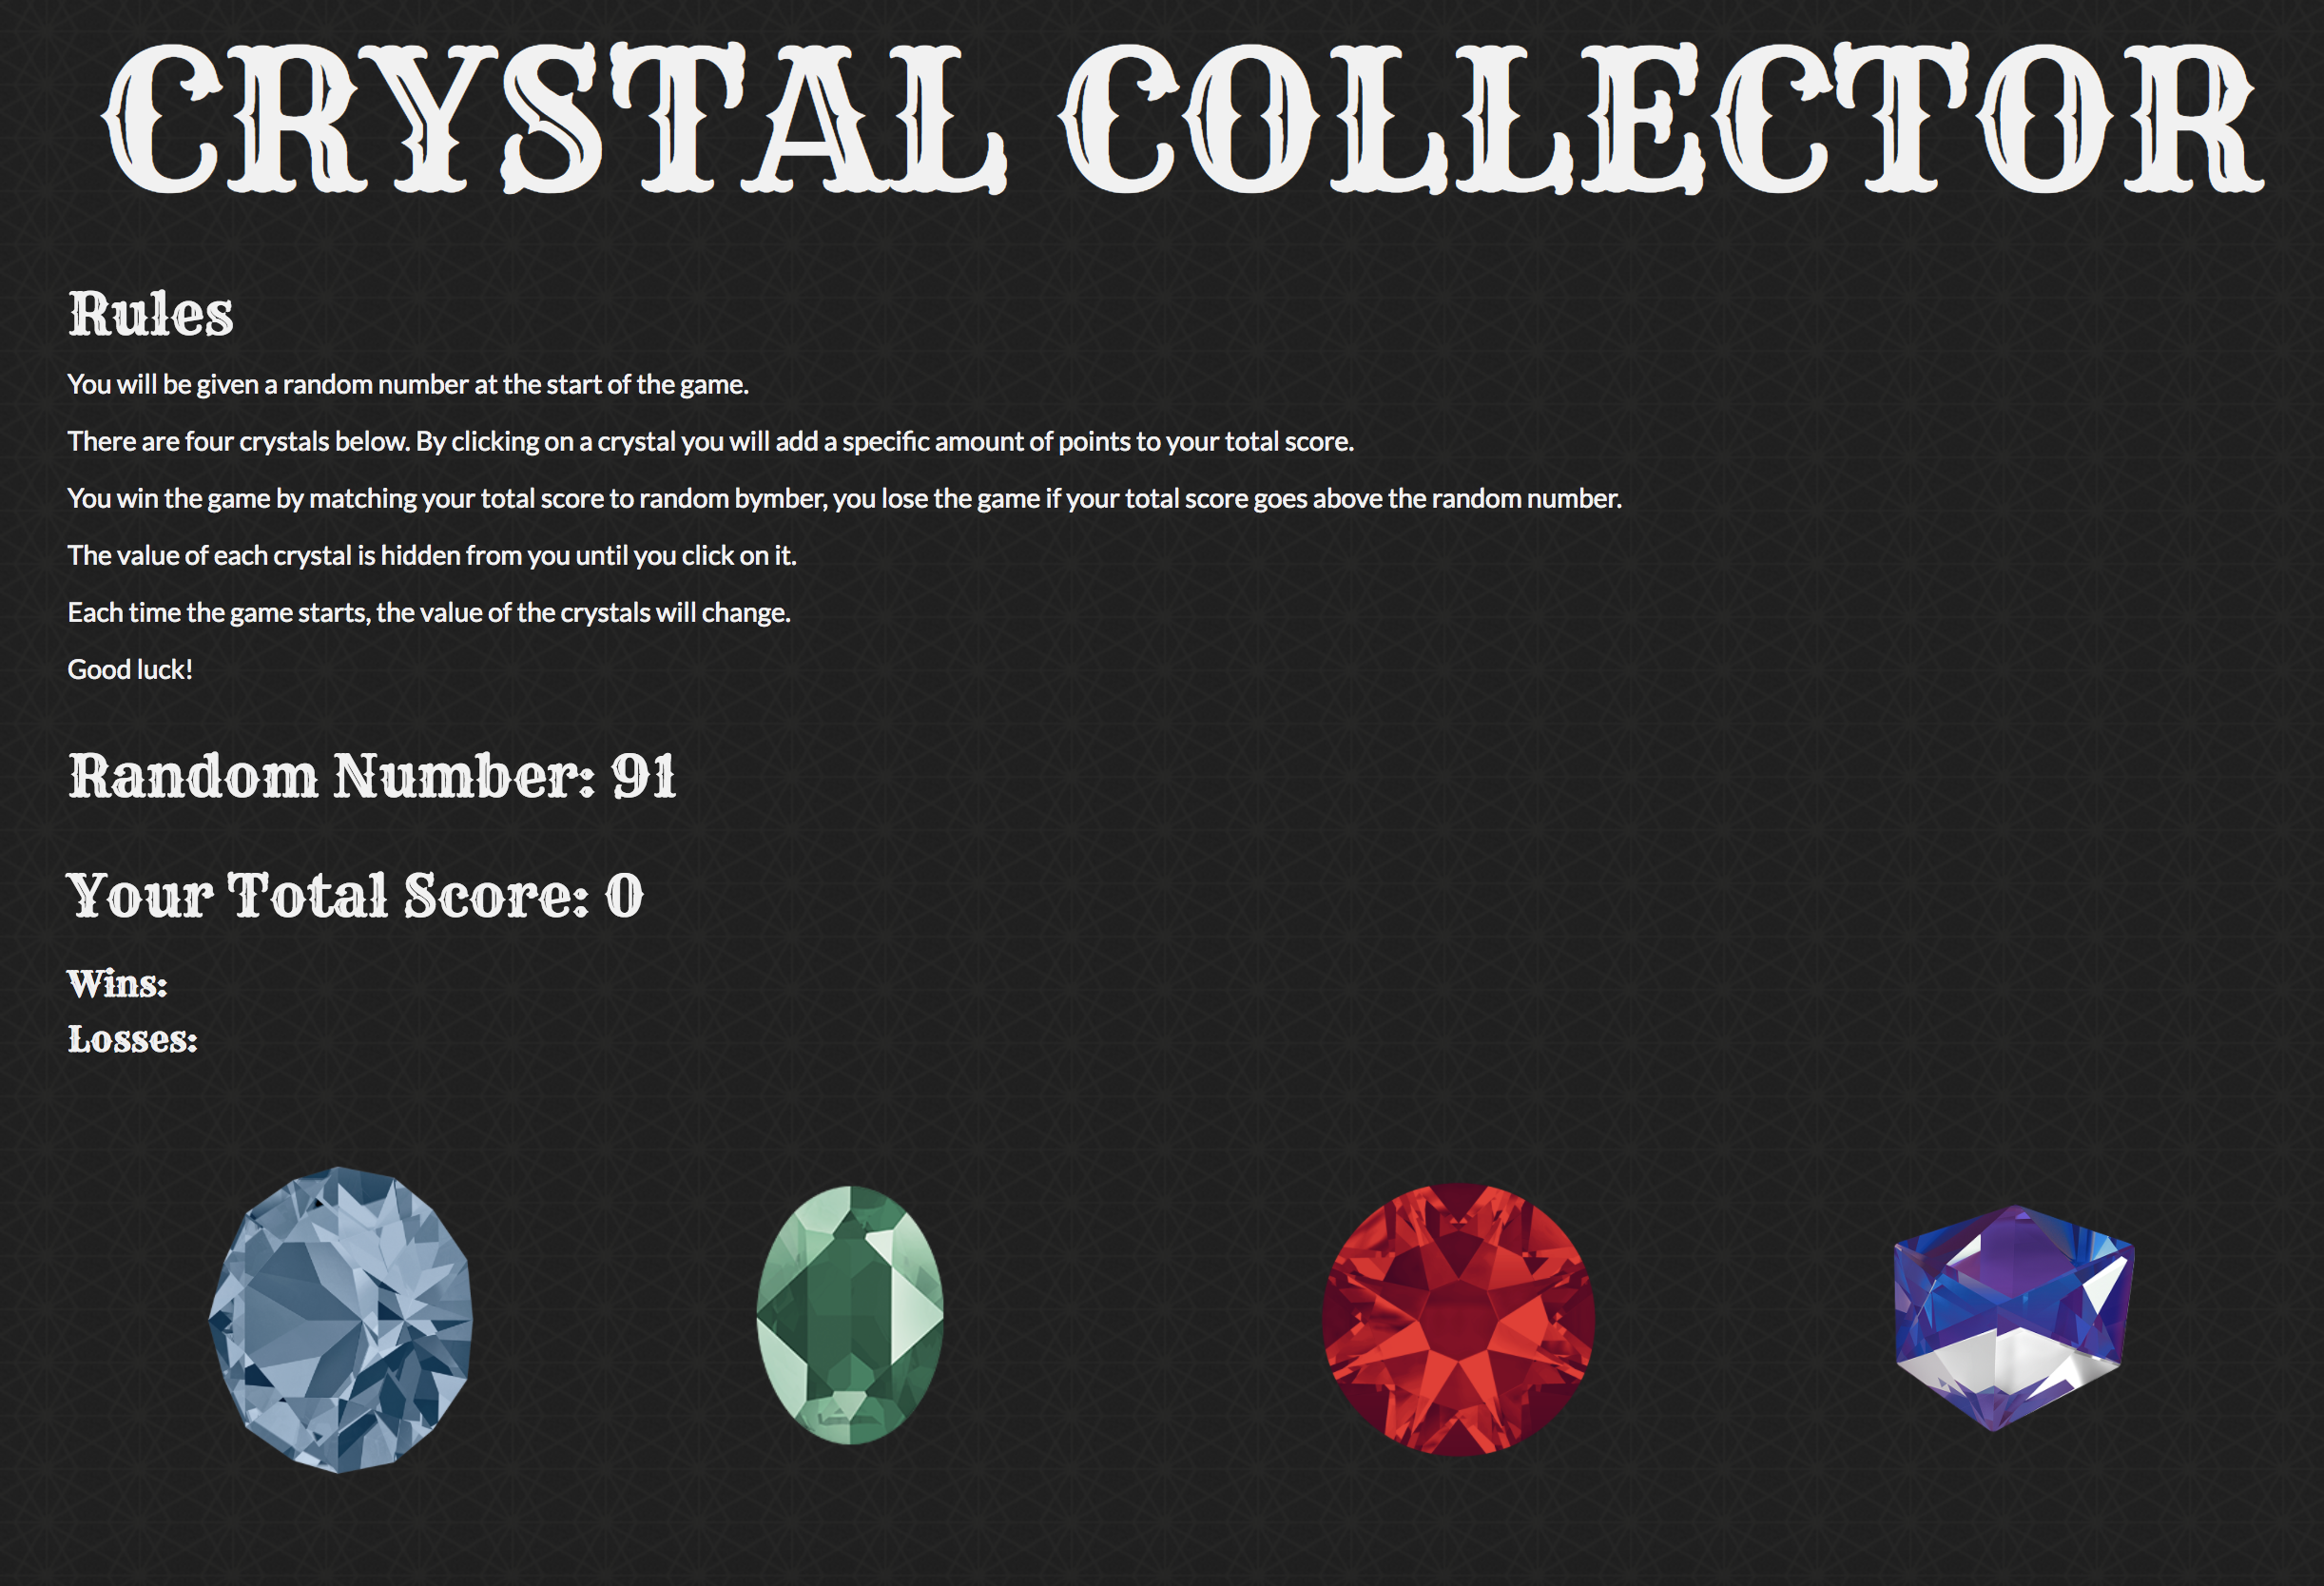 CRYSTAL COLLECTOR
Rules
You will be given a random number at the start of the game.
There are four crystals below. By clicking on a crystal you will add a specific amount of points to your total score.
You win the game by matching your total score to random bymber, you lose the game if your total score goes above the random number.
The value of each crystal is hidden from you until you click on it.
Each time the game starts, the value of the crystals will change.
Good luck!
Random Number: 91
Your Total Score: 0
Wins:
Losses: